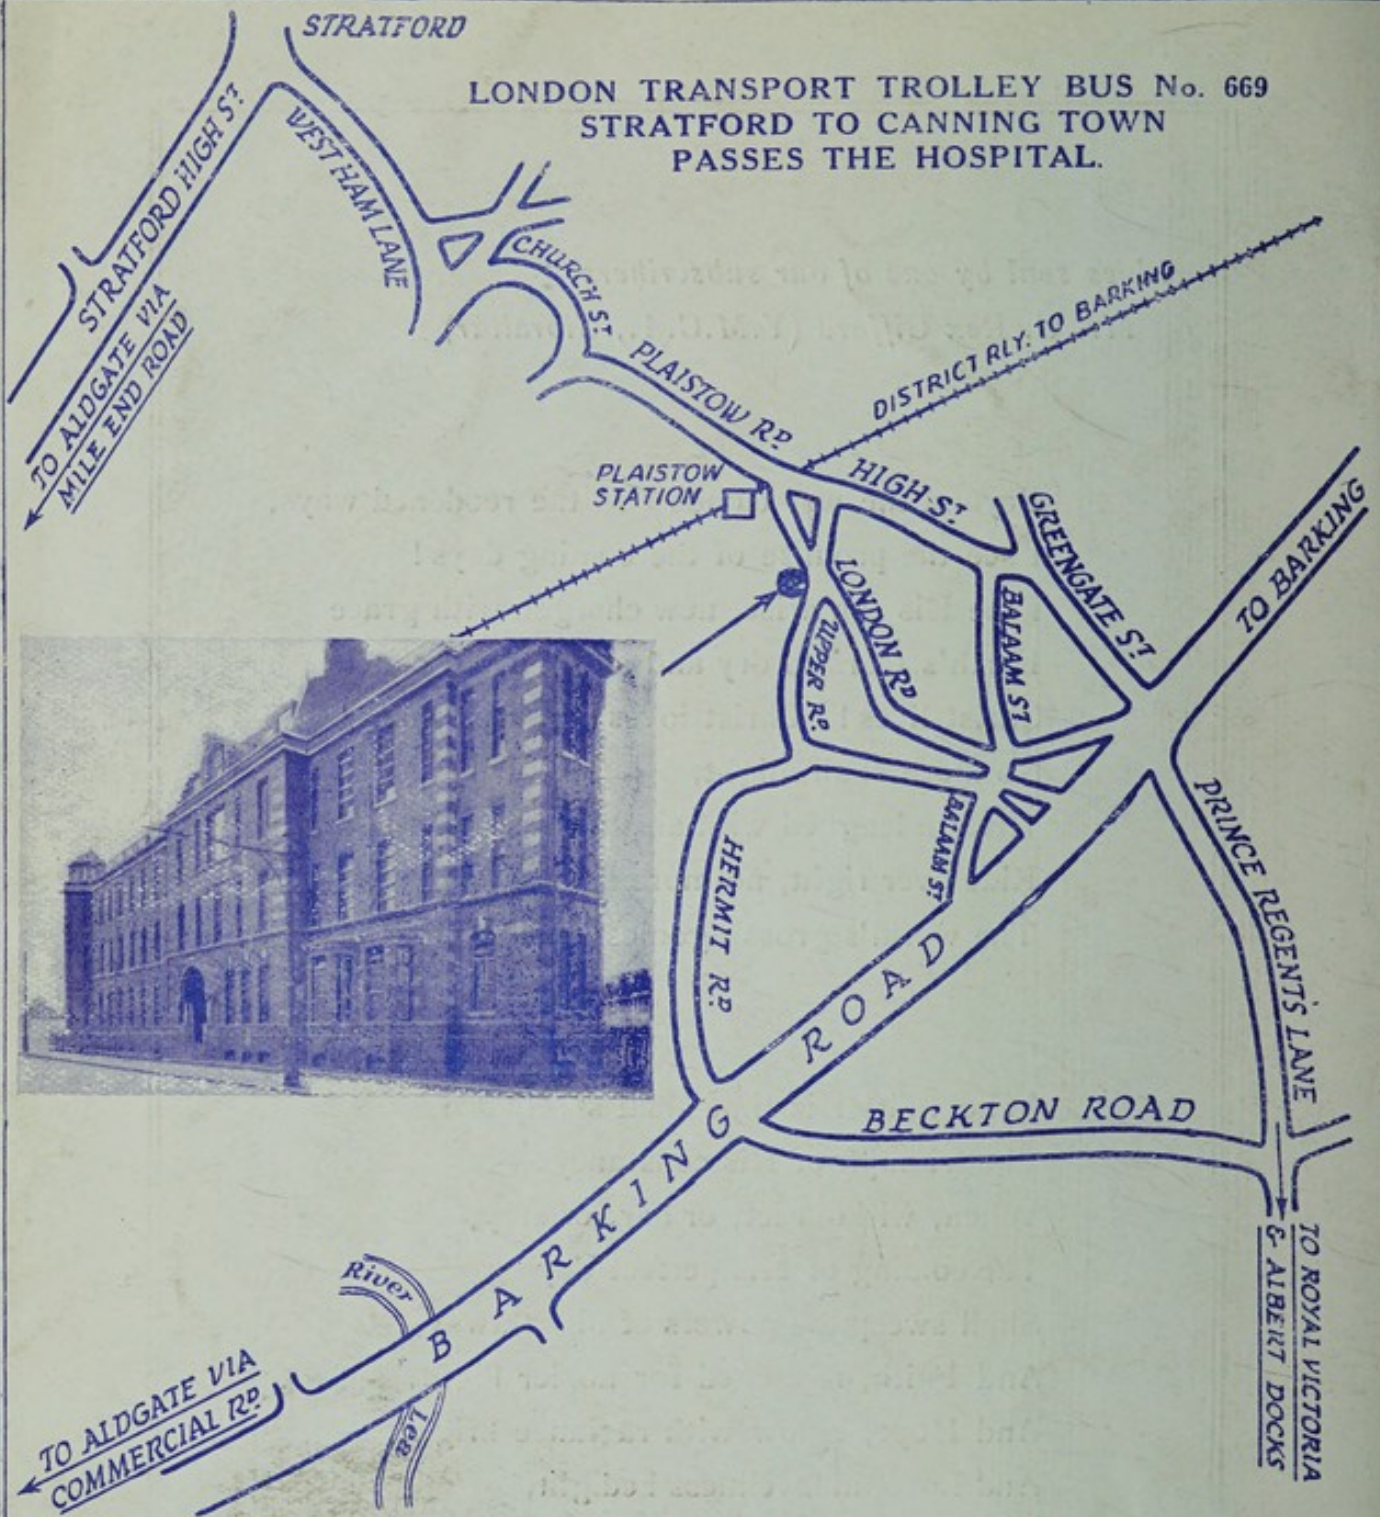 STRATFORD
LONDON TRANSPORT TROLLEY BUS No. 669
STRATFORD TO CANNING TOWN
PASSES THE HOSPITAL.
STRATFORD HIGH ST
WEST HAM LANE
CHURCH ST
TO ALDGATE VIA
MILE END ROAD
DISTRICT RLY. TO BARKING
PLAISTOW RD
PLAISTOW
STATION
HIGH ST
GREENGATE ST
TO BARKING
LONDON RD
BALAAM ST
UPPER RD
BALAAM ST
HERMIT RD
PRINCE REGENT'S LANE
BARKING ROAD
BECKTON ROAD
River
Lea
TO ALDGATE VIA
COMMERCIAL RD
TO ROYAL VICTORIA
& ALBERT DOCKS